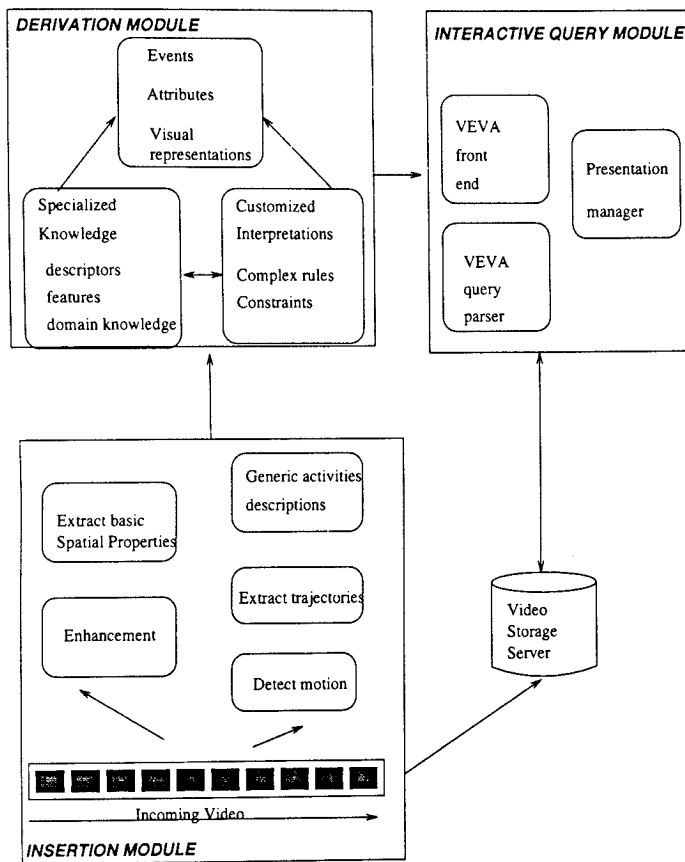 DERIVATION MODULE
Events
Attributes
Visual
representations
Specialized
Knowledge
descriptors
features
domain knowledge
Customized
Interpretations
Complex rules
Constraints
INTERACTIVE QUERY MODULE
VEVA
front
end
Presentation
manager
VEVA
query
parser
Generic activities
descriptions
Extract basic
Spatial Properties
Extract trajectories
Enhancement
Detect motion
Incoming Video
INSERTION MODULE
Video
Storage
Server